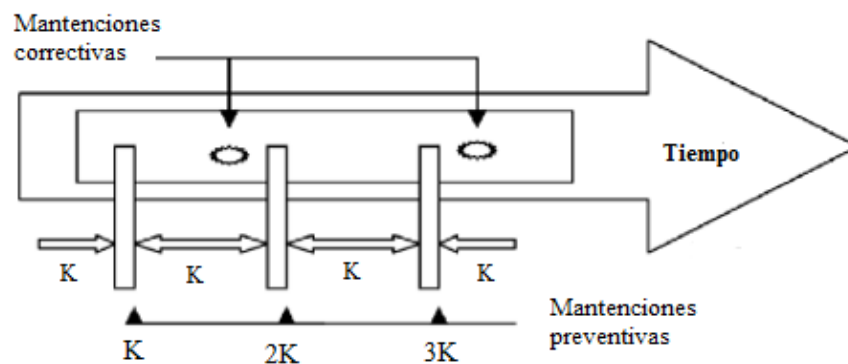 Mantenciones
correctivas
Tiempo
K K K K
Mantenciones
preventivas
K 2K 3K